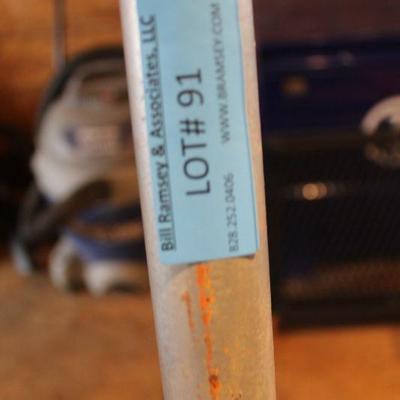 Bill Ramsey & Associates, LLC
LOT# 91
828.252.0406 WWW.BRAMSEY.COM